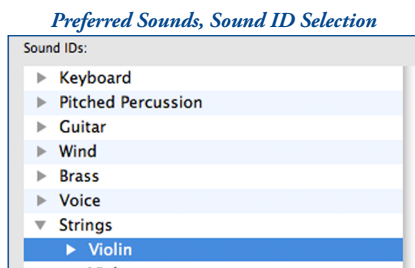 Preferred Sounds, Sound ID Selection
Sound IDs:
Keyboard
Pitched Percussion
Guitar
Wind
Brass
Voice
Strings
Violin